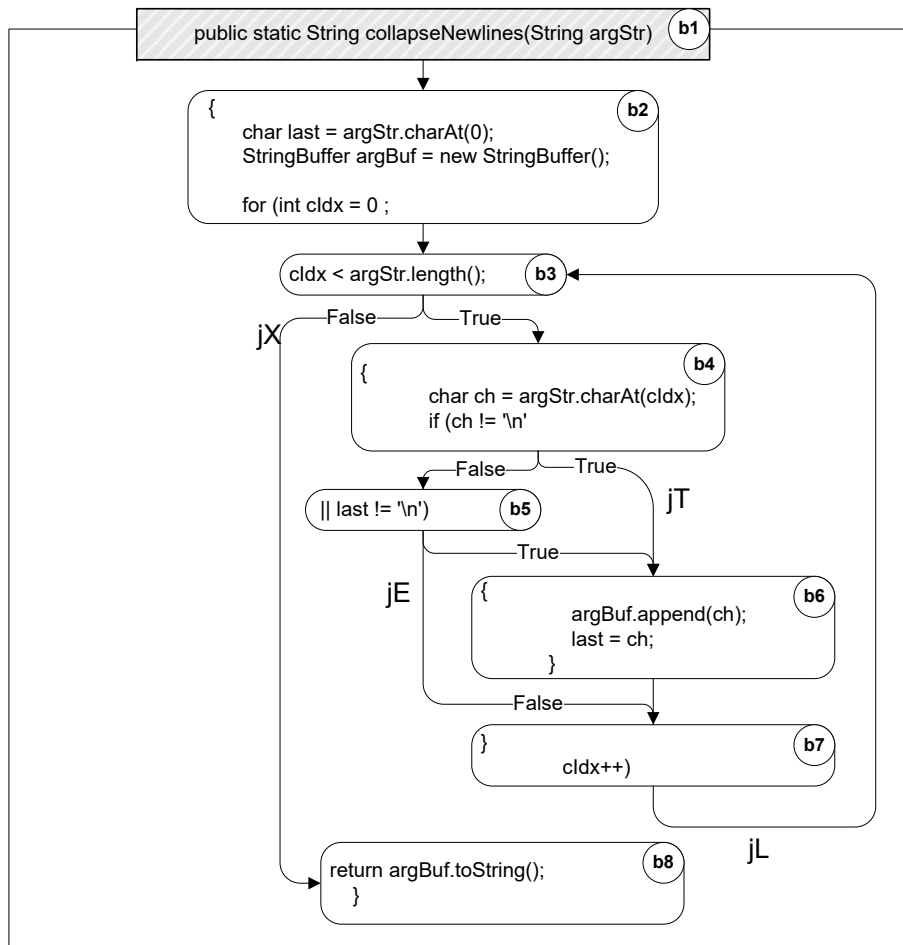 public static String collapseNewlines(String argStr)
b1
{
b2
char last = argStr.charAt(0);
StringBuffer argBuf = new StringBuffer();
for (int cIdx = 0 ;
cIdx < argStr.length();
b3
False
True
jX
{
b4
char ch = argStr.charAt(cIdx);
if (ch != '\n'
False
True
|| last != '\n')
b5
jT
True
jE
{
b6
argBuf.append(ch);
last = ch;
}
False
}
b7
cIdx++)
jL
return argBuf.toString();
b8
}